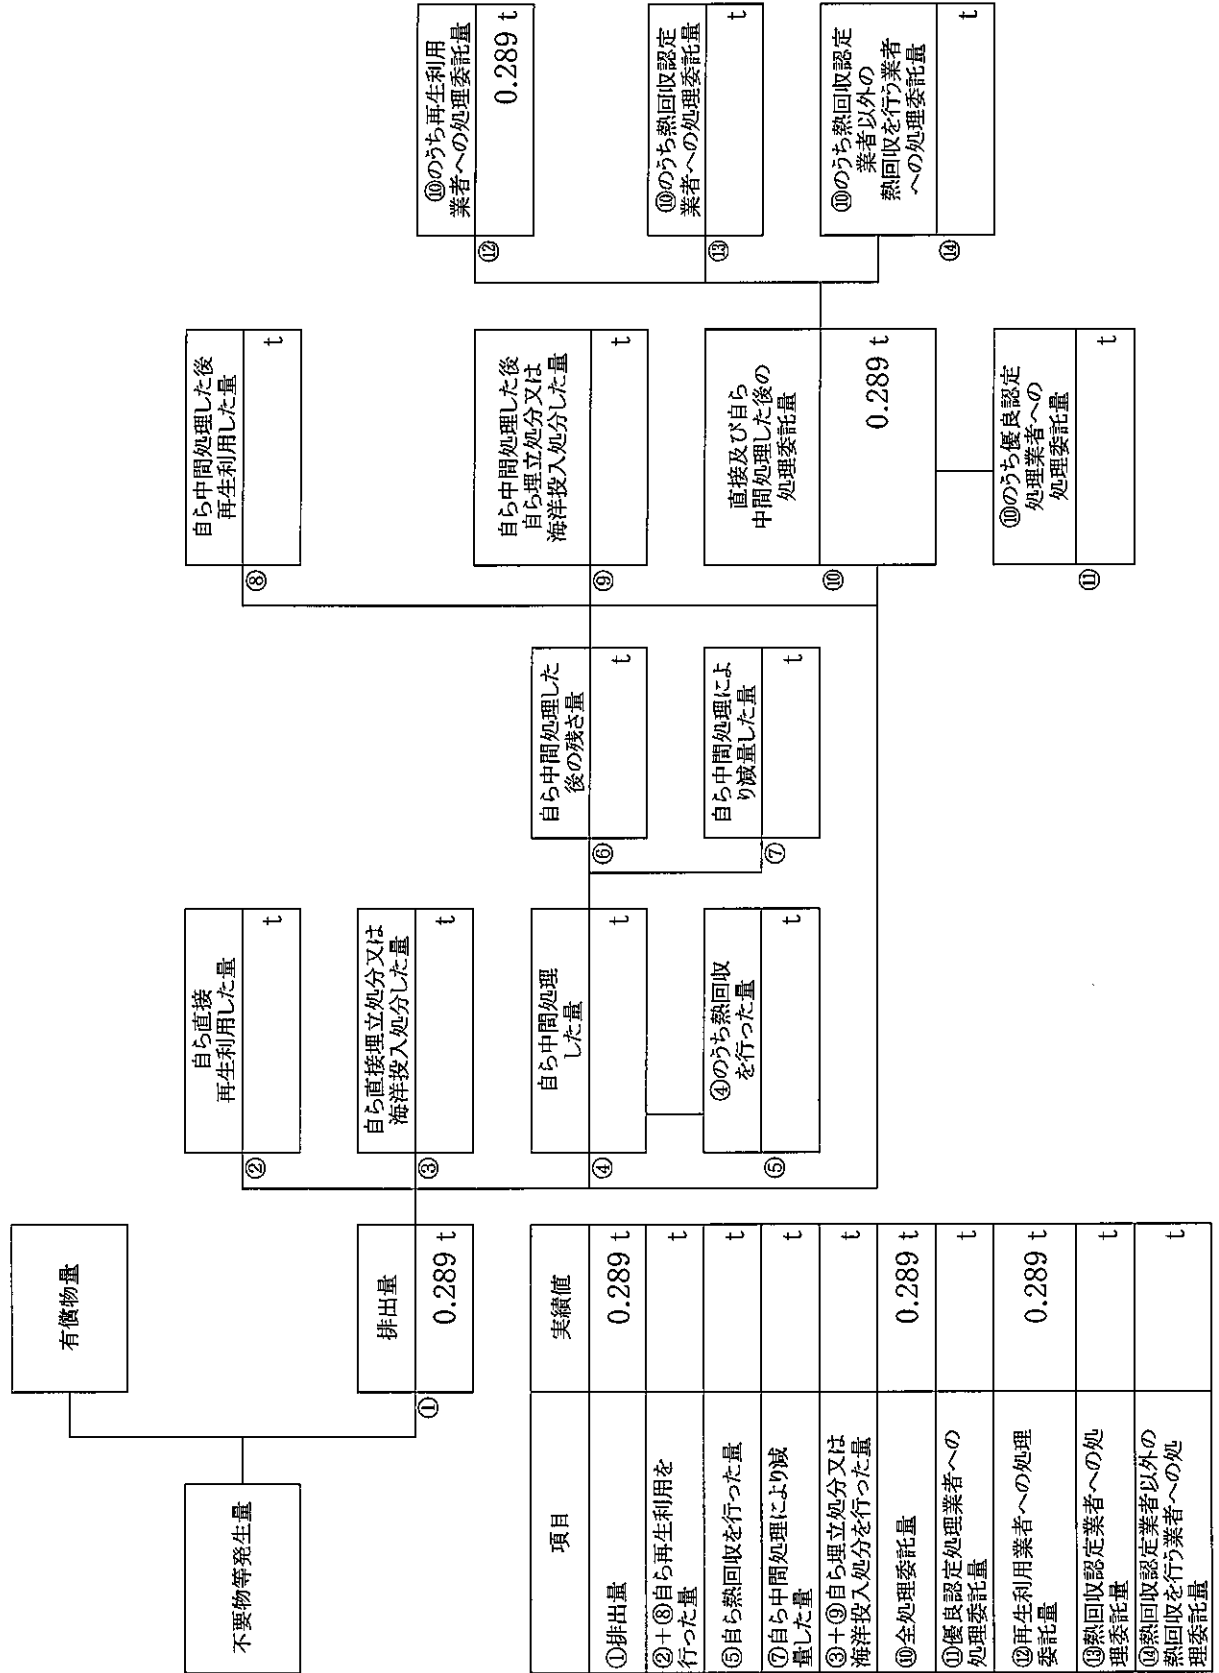 不要物等発生量
有償物量
①
排出量
0.289 t
②
自ら直接
再生利用した量
t
③
自ら直接埋立処分又は
海洋投入処分した量
t
④
自ら中間処理
した量
t
⑤
④のうち熱回収
を行った量
t
⑥
自ら中間処理した
後の残さ量
t
⑦
自ら中間処理によ
り減量した量
t
⑧
自ら中間処理した後
再生利用した量
t
⑨
自ら中間処理した後
自ら埋立処分又は
海洋投入処分した量
t
⑩
直接及び自ら
中間処理した後の
処理委託量
0.289 t
⑪
⑩のうち優良認定
処理業者への
処理委託量
t
⑫
⑩のうち再生利用
業者への処理委託量
0.289 t
⑬
⑩のうち熱回収認定
業者への処理委託量
t
⑭
⑩のうち熱回収認定
業者以外の
熱回収を行う業者
への処理委託量
t
項目 実績値
①排出量 0.289 t
②+⑧自ら再生利用を
行った量 t
⑤自ら熱回収を行った量 t
⑦自ら中間処理により減
量した量 t
③+⑨自ら埋立処分又は
海洋投入処分を行った量 t
⑩全処理委託量 0.289 t
⑪優良認定処理業者への
処理委託量 t
⑫再生利用業者への処理
委託量 0.289 t
⑬熱回収認定業者への処
理委託量 t
⑭熱回収認定業者以外の
熱回収を行う業者への処
理委託量 t